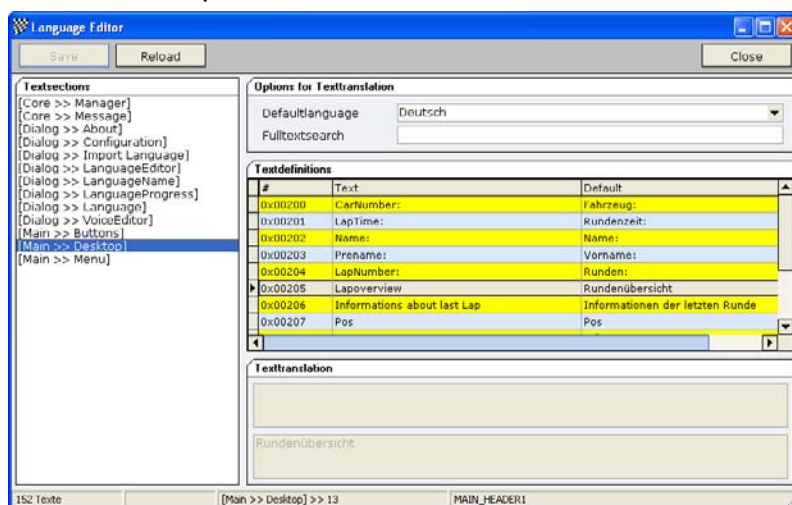 Language Editor
Save Reload Close
Textsections
[Core >> Manager]
[Core >> Message]
[Dialog >> About]
[Dialog >> Configuration]
[Dialog >> Import Language]
[Dialog >> LanguageEditor]
[Dialog >> LanguageName]
[Dialog >> LanguageProgress]
[Dialog >> Language]
[Dialog >> VoiceEditor]
[Main >> Buttons]
[Main >> Desktop]
[Main >> Menu]
Options for Texttranslation
Defaultlanguage Deutsch
Fulltextsearch
Textdefinitions
# Text Default
0x00200 CarNumber: Fahrzeug:
0x00201 LapTime: Rundenzeit:
0x00202 Name: Name:
0x00203 Prename: Vorname:
0x00204 LapNumber: Runden:
0x00205 Lapoverview Rundenübersicht
0x00206 Informations about last Lap Informationen der letzten Runde
0x00207 Pos Pos
Texttranslation
Rundenübersicht
152 Texte [Main >> Desktop] >> 13 MAIN_HEADER1